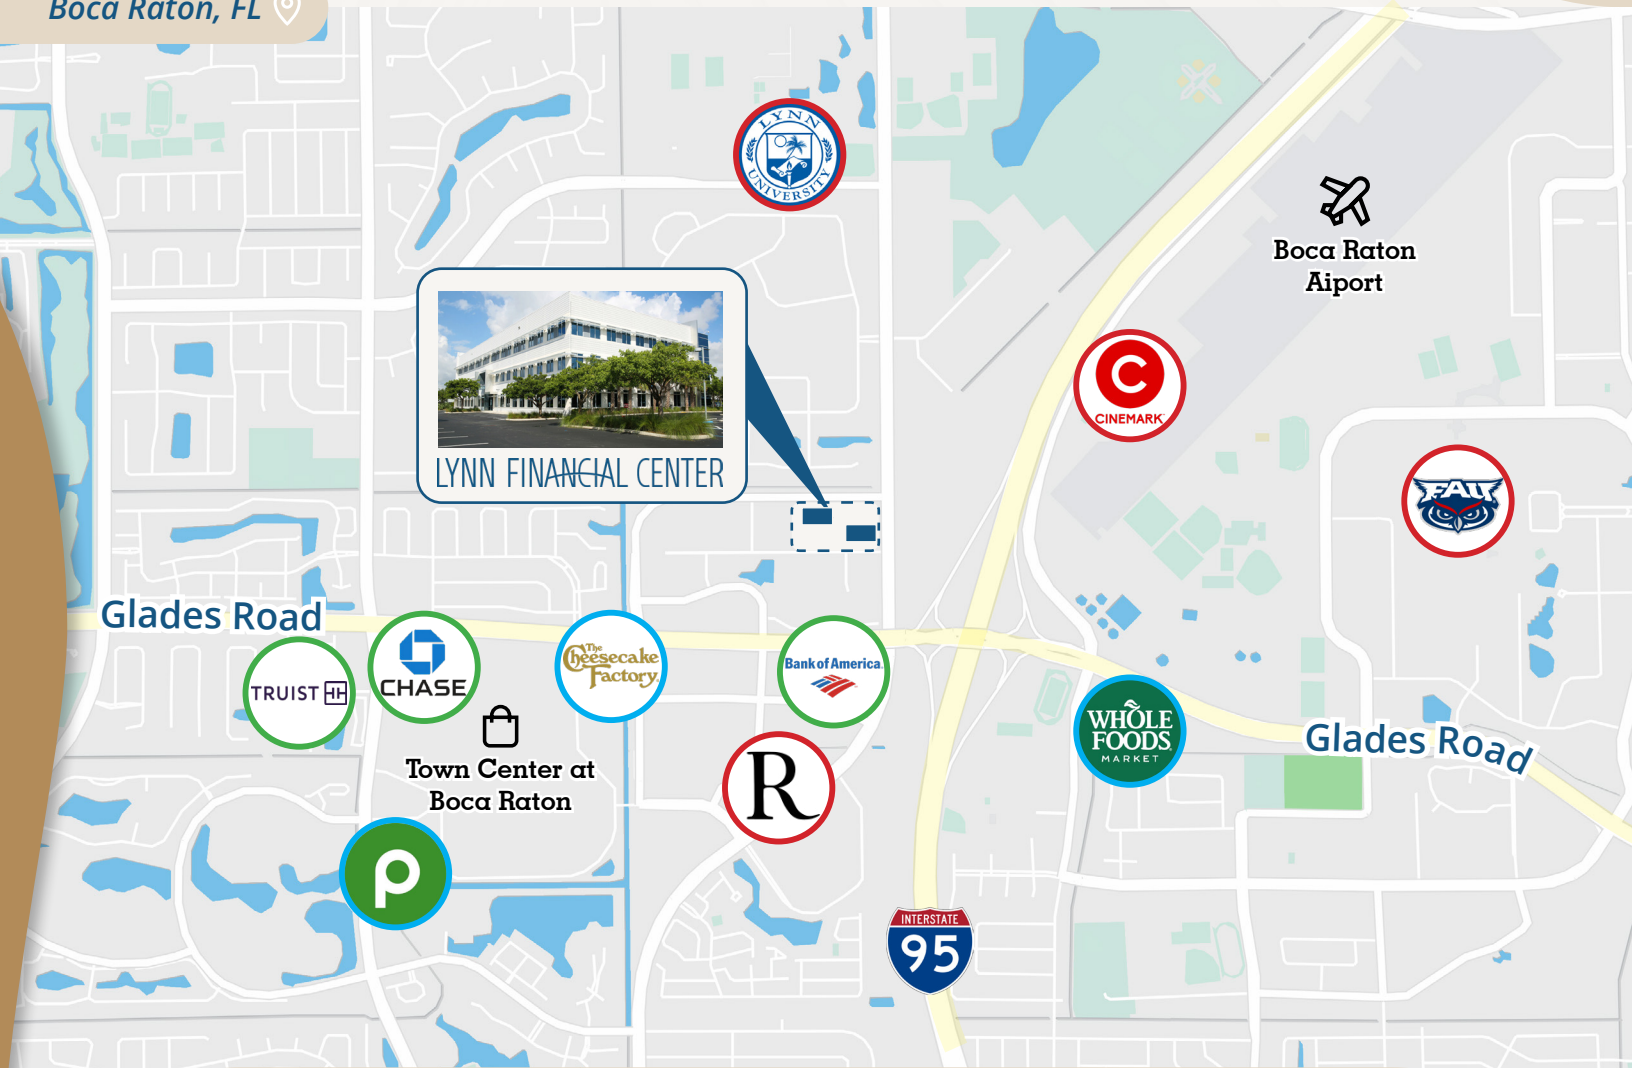 Boca Raton, FL
LYNN
UNIVERSITY
Boca Raton
Aiport
C
CINEMARK
LYNN FINANCIAL CENTER
FAU
Glades Road
TRUIST
CHASE
The
Cheesecake
Factory
Bank of America
Town Center at
Boca Raton
R
WHOLE
FOODS
MARKET
Glades Road
p
INTERSTATE
95